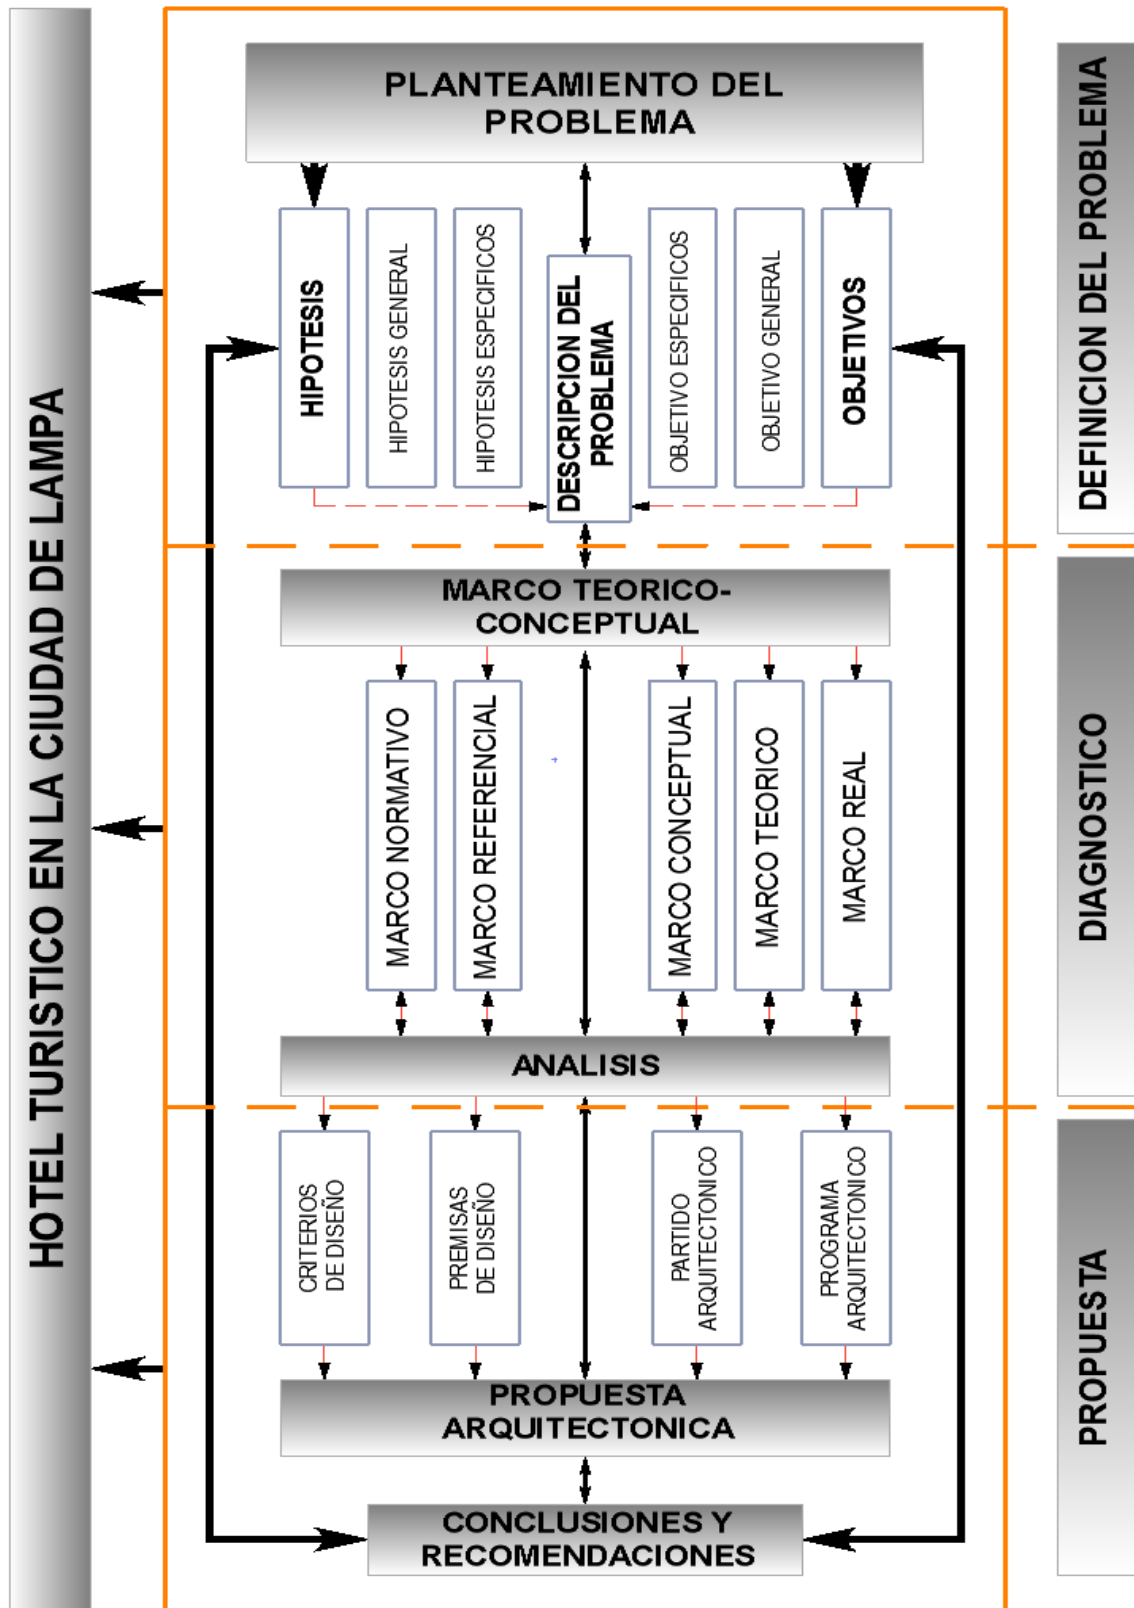 HOTEL TURISTICO EN LA CIUDAD DE LAMPA
PLANTEAMIENTO DEL
PROBLEMA
HIPOTESIS
HIPOTESIS GENERAL
HIPOTESIS ESPECIFICOS
DESCRIPCION DEL
PROBLEMA
OBJETIVO ESPECIFICOS
OBJETIVO GENERAL
OBJETIVOS
DEFINICION DEL PROBLEMA
MARCO TEORICO-
CONCEPTUAL
MARCO NORMATIVO
MARCO REFERENCIAL
MARCO CONCEPTUAL
MARCO TEORICO
MARCO REAL
DIAGNOSTICO
ANALISIS
CRITERIOS
DE DISEÑO
PREMISAS
DE DISEÑO
PARTIDO
ARQUITECTONICO
PROGRAMA
ARQUITECTONICO
PROPUESTA
PROPUESTA
ARQUITECTONICA
CONCLUSIONES Y
RECOMENDACIONES